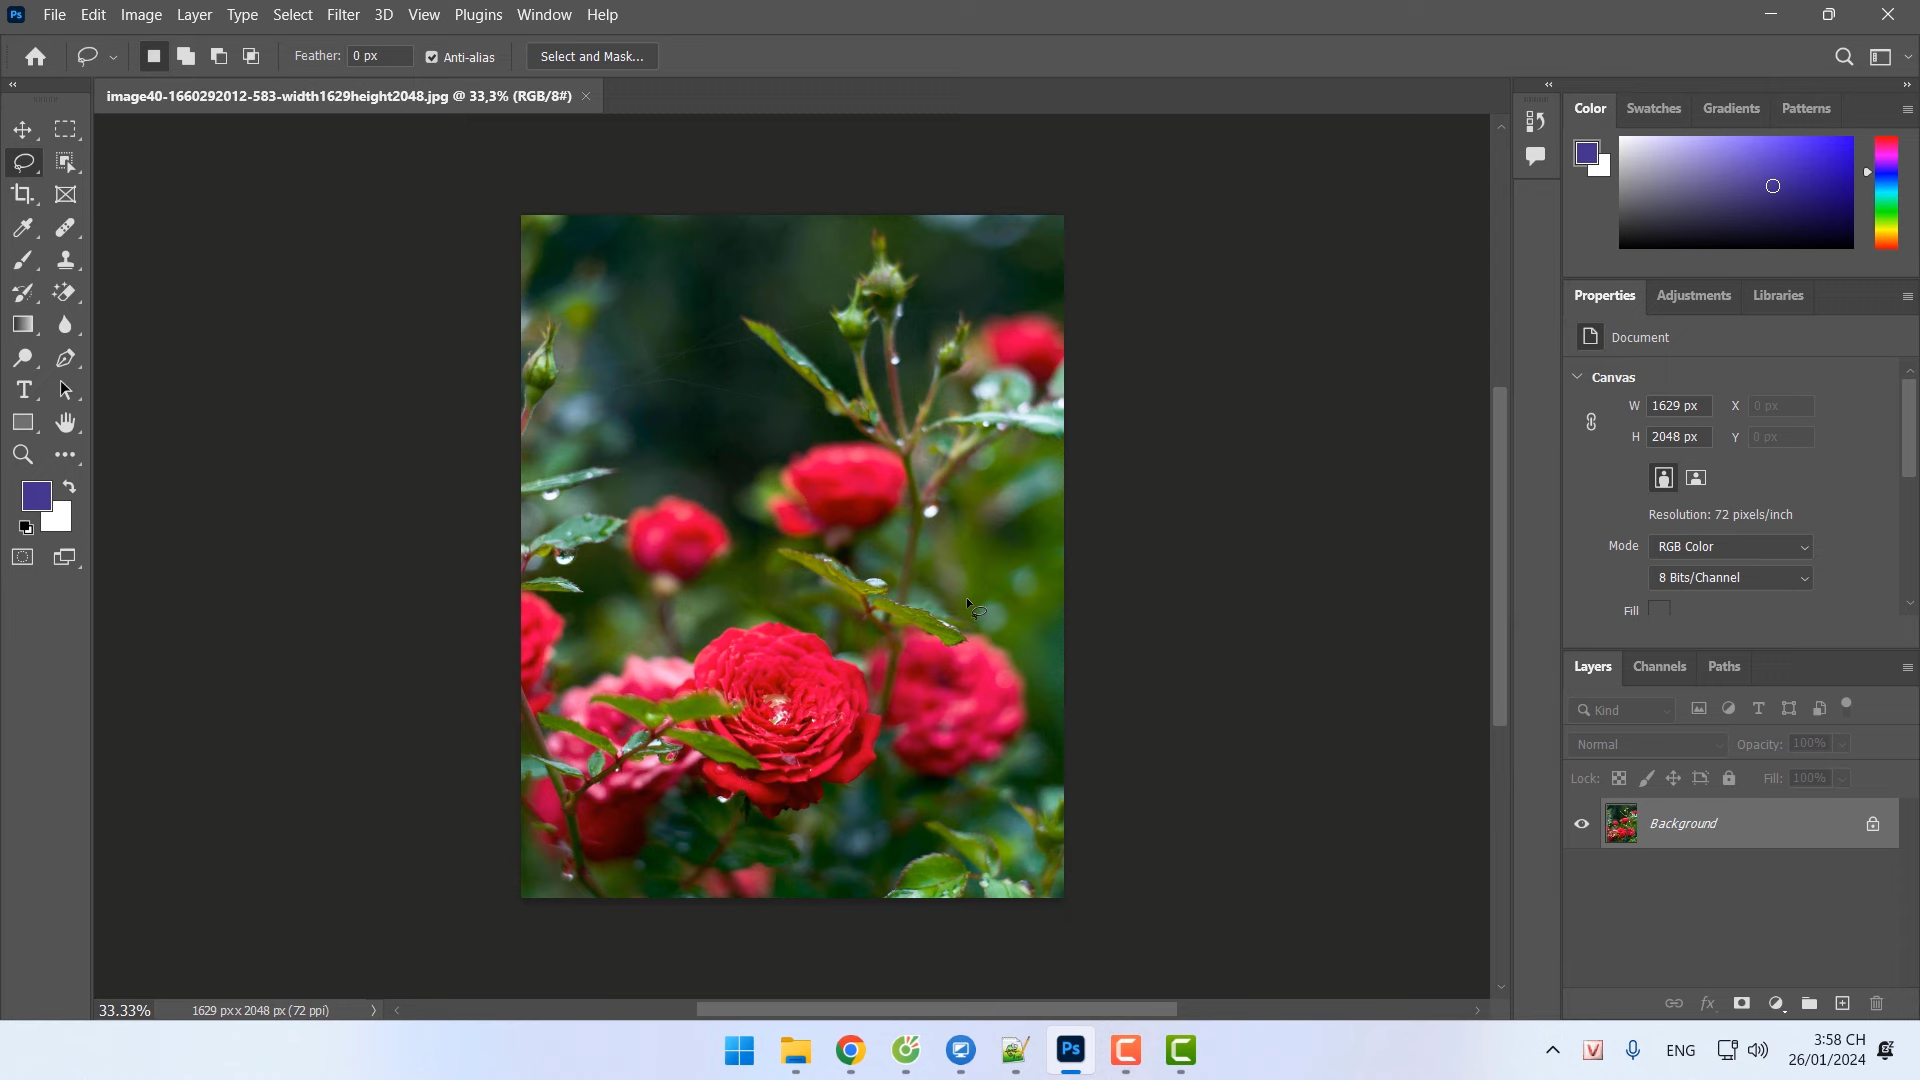 Ps File Edit Image Layer Type Select Filter 3D View Plugins Window Help
Feather: 0 px Anti-alias Select and Mask...
image40-1660292012-583-width1629height2048.jpg @ 33,3% (RGB/8#)
Color Swatches Gradients Patterns
Properties Adjustments Libraries
Document
Canvas
W 1629 px X 0 px
H 2048 px Y 0 px
Resolution: 72 pixels/inch
Mode RGB Color
8 Bits/Channel
Fill
Layers Channels Paths
Kind
Normal Opacity: 100%
Lock: Fill: 100%
Background
33.33% 1629 px x 2048 px (72 ppi)
Ps
ENG
3:58 CH
26/01/2024